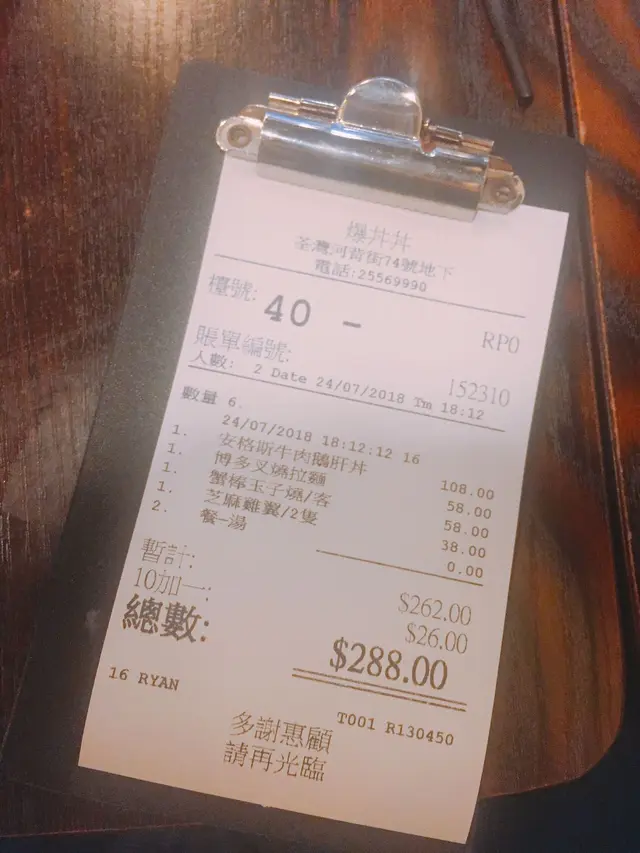 爆丼丼
荃灣河背街74號地下
電話:25569990
檯號: 40 - RP0
賬單編號: 152310
人數: 2 Date 24/07/2018 Tm 18:12
數量 6.
24/07/2018 18:12:12 16
1. 安格斯牛肉鵝肝丼 108.00
1. 博多叉燒拉麵 58.00
1. 蟹棒玉子燒/客 58.00
1. 芝麻雞翼/2隻 38.00
2. 餐—湯 0.00
暫計: $262.00
10加一: $26.00
總數: $288.00
16 RYAN T001 R130450
多謝惠顧
請再光臨